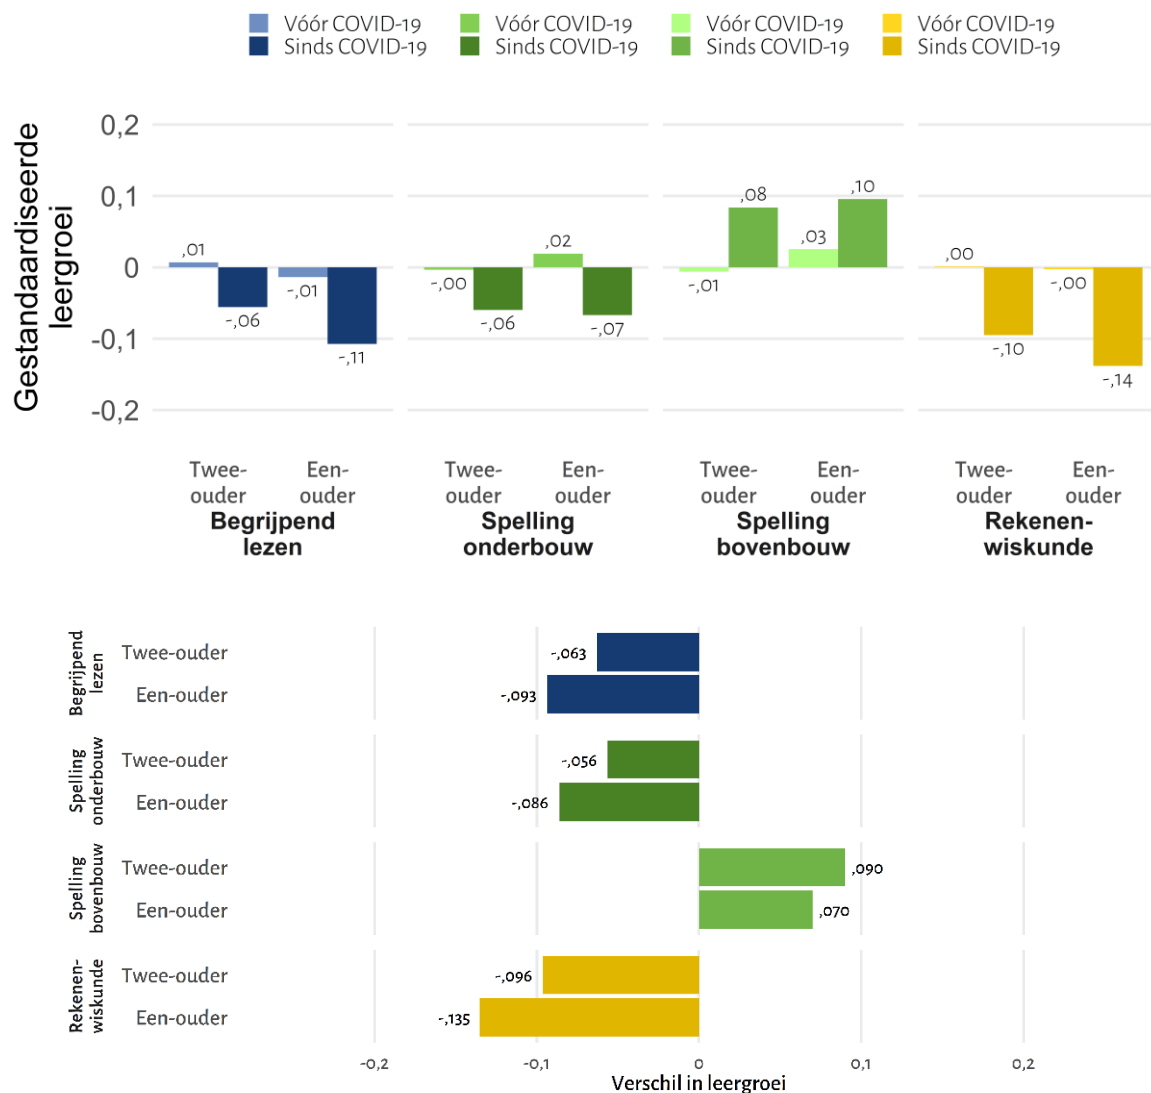 Vóór COVID-19 Vóór COVID-19 Vóór COVID-19 Vóór COVID-19
Sinds COVID-19 Sinds COVID-19 Sinds COVID-19 Sinds COVID-19
Gestandaardiseerde
leergroei
0,2
0,1
0
-0,1
-0,2
,01
-,06
-,01
-,11
-,00
-,06
,02
-,07
-,01
,08
,03
,10
,00
-,10
-,00
-,14
Twee- Een- Twee- Een- Twee- Een- Twee- Een-
ouder ouder ouder ouder ouder ouder ouder ouder
Begrijpend
lezen
Spelling
onderbouw
Spelling
bovenbouw
Rekenen-
wiskunde
Begrijpend
lezen
Twee-ouder -,063
Een-ouder -,093
Spelling
onderbouw
Twee-ouder -,056
Een-ouder -,086
Spelling
bovenbouw
Twee-ouder ,090
Een-ouder ,070
Rekenen-
wiskunde
Twee-ouder -,096
Een-ouder -,135
-0,2 -0,1 0 0,1 0,2
Verschil in leergroei